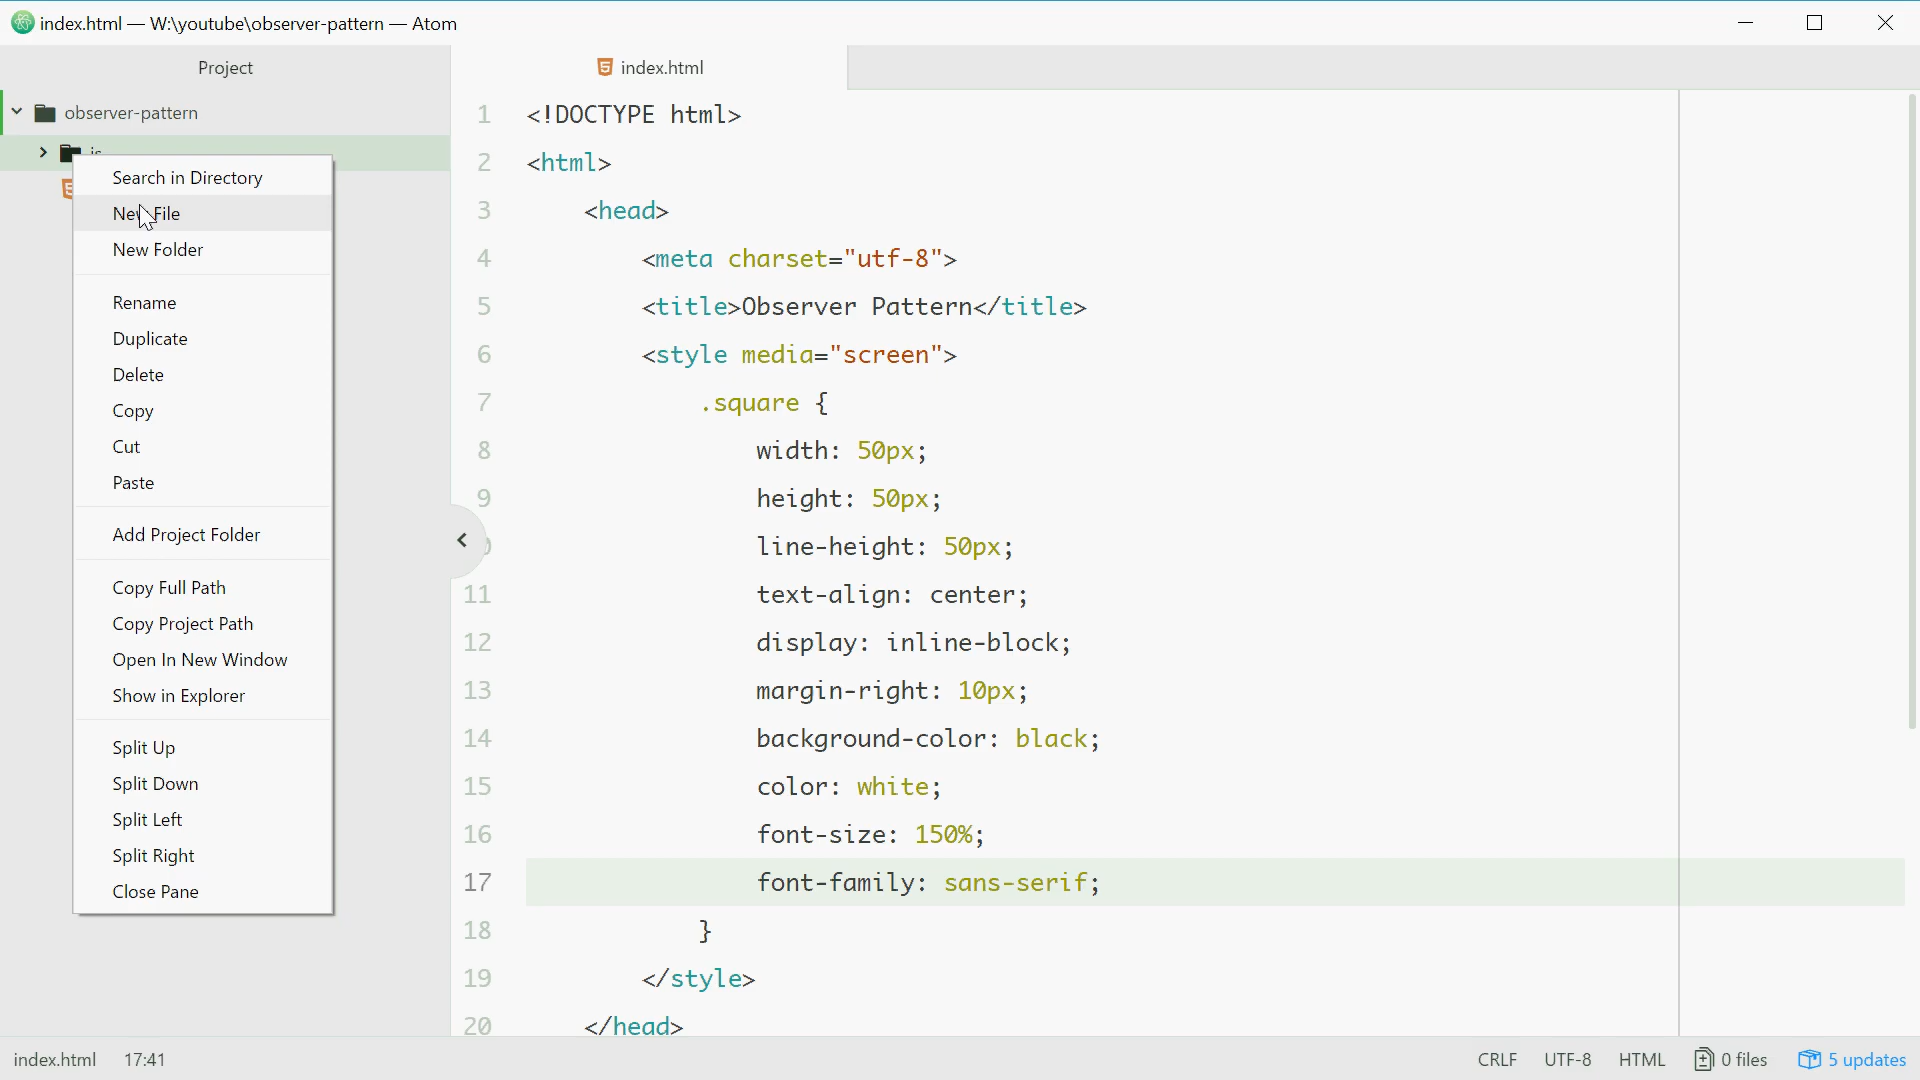 index.html — W:\youtube\observer-pattern — Atom
Project
index.html
observer-pattern
js
Search in Directory
New File
New Folder
Rename
Duplicate
Delete
Copy
Cut
Paste
Add Project Folder
Copy Full Path
Copy Project Path
Open In New Window
Show in Explorer
Split Up
Split Down
Split Left
Split Right
Close Pane
1 <!DOCTYPE html>
2 <html>
3 <head>
4 <meta charset="utf-8">
5 <title>Observer Pattern</title>
6 <style media="screen">
7 .square {
8 width: 50px;
9 height: 50px;
line-height: 50px;
11 text-align: center;
12 display: inline-block;
13 margin-right: 10px;
14 background-color: black;
15 color: white;
16 font-size: 150%;
17 font-family: sans-serif;
18 }
19 </style>
20 </head>
index.html 17:41 CRLF UTF-8 HTML 0 files 5 updates